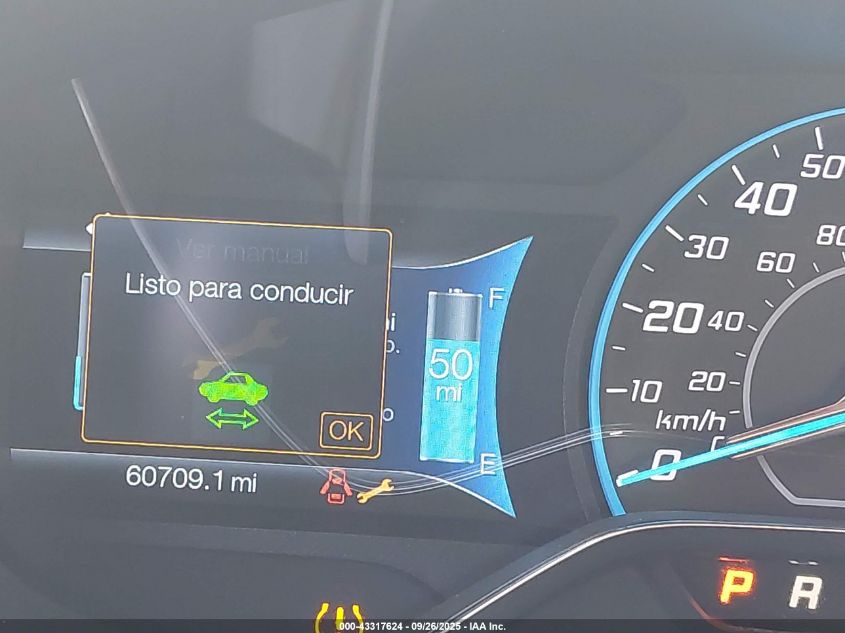 Ver manual
Listo para conducir
OK
F
50
mi
E
60709.1 mi
50
40
30
20
10
0
80
60
40
20
km/h
P R
000-43317624 - 09/26/2025 - IAA Inc.